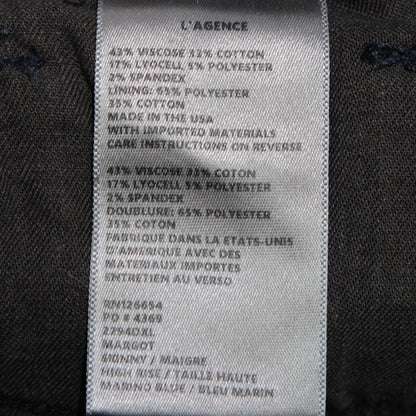 L'AGENCE
43% VISCOSE 33% COTTON
17% LYOCELL 5% POLYESTER
2% SPANDEX
LINING: 65% POLYESTER
35% COTTON
MADE IN THE USA
WITH IMPORTED MATERIALS
CARE INSTRUCTIONS ON REVERSE
43% VISCOSE 33% COTON
17% LYOCELL 5% POLYESTER
2% SPANDEX
DOUBLURE: 65% POLYESTER
35% COTON
FABRIQUE DANS LA ETATS-UNIS
D'AMERIQUE AVEC DES
MATERIAUX IMPORTES
ENTRETIEN AU VERSO
RN126654
PO # 4369
2294DXL
MARGOT
SKINNY / MAIGRE
HIGH RISE / TAILLE HAUTE
MARINO BLUE / BLEU MARIN